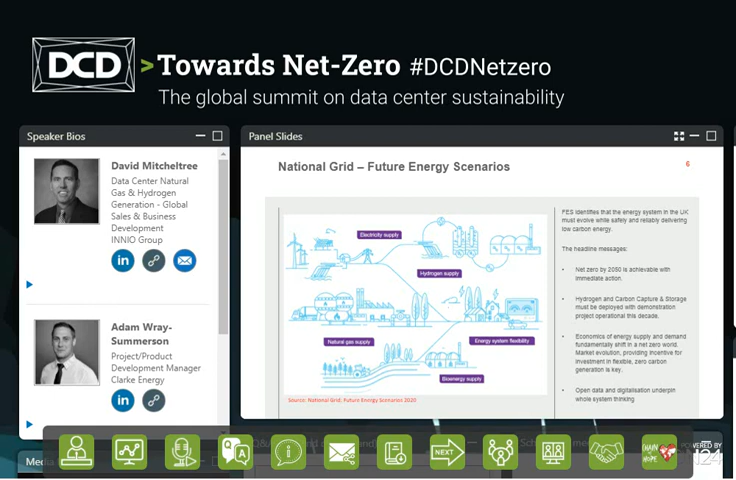 DCD
> Towards Net-Zero #DCDNetzero
The global summit on data center sustainability
Speaker Bios
David Mitcheltree
Data Center Natural
Gas & Hydrogen
Generation - Global
Sales & Business
Development
INNIO Group
in
Adam Wray-
Summerson
Project/Product
Development Manager
Clarke Energy
in
Panel Slides
National Grid – Future Energy Scenarios
6
Electricity supply
Hydrogen supply
Natural gas supply
Energy system flexibility
Bioenergy supply
Source: National Grid, Future Energy Scenarios 2020
FES identifies that the energy system in the UK
must evolve while safely and reliably delivering
low carbon energy.
The headline messages:
• Net zero by 2050 is achievable with
immediate action.
• Hydrogen and Carbon Capture & Storage
must be deployed with demonstration
project operational this decade.
• Economics of energy supply and demand
fundamentally shift in a net zero world.
Market evolution, providing incentive for
investment in flexible, zero carbon
generation is key.
• Open data and digitalisation underpin
whole system thinking
Q
A
NEXT
CHAIN
HOPE
POWERED BY
ON24
Media